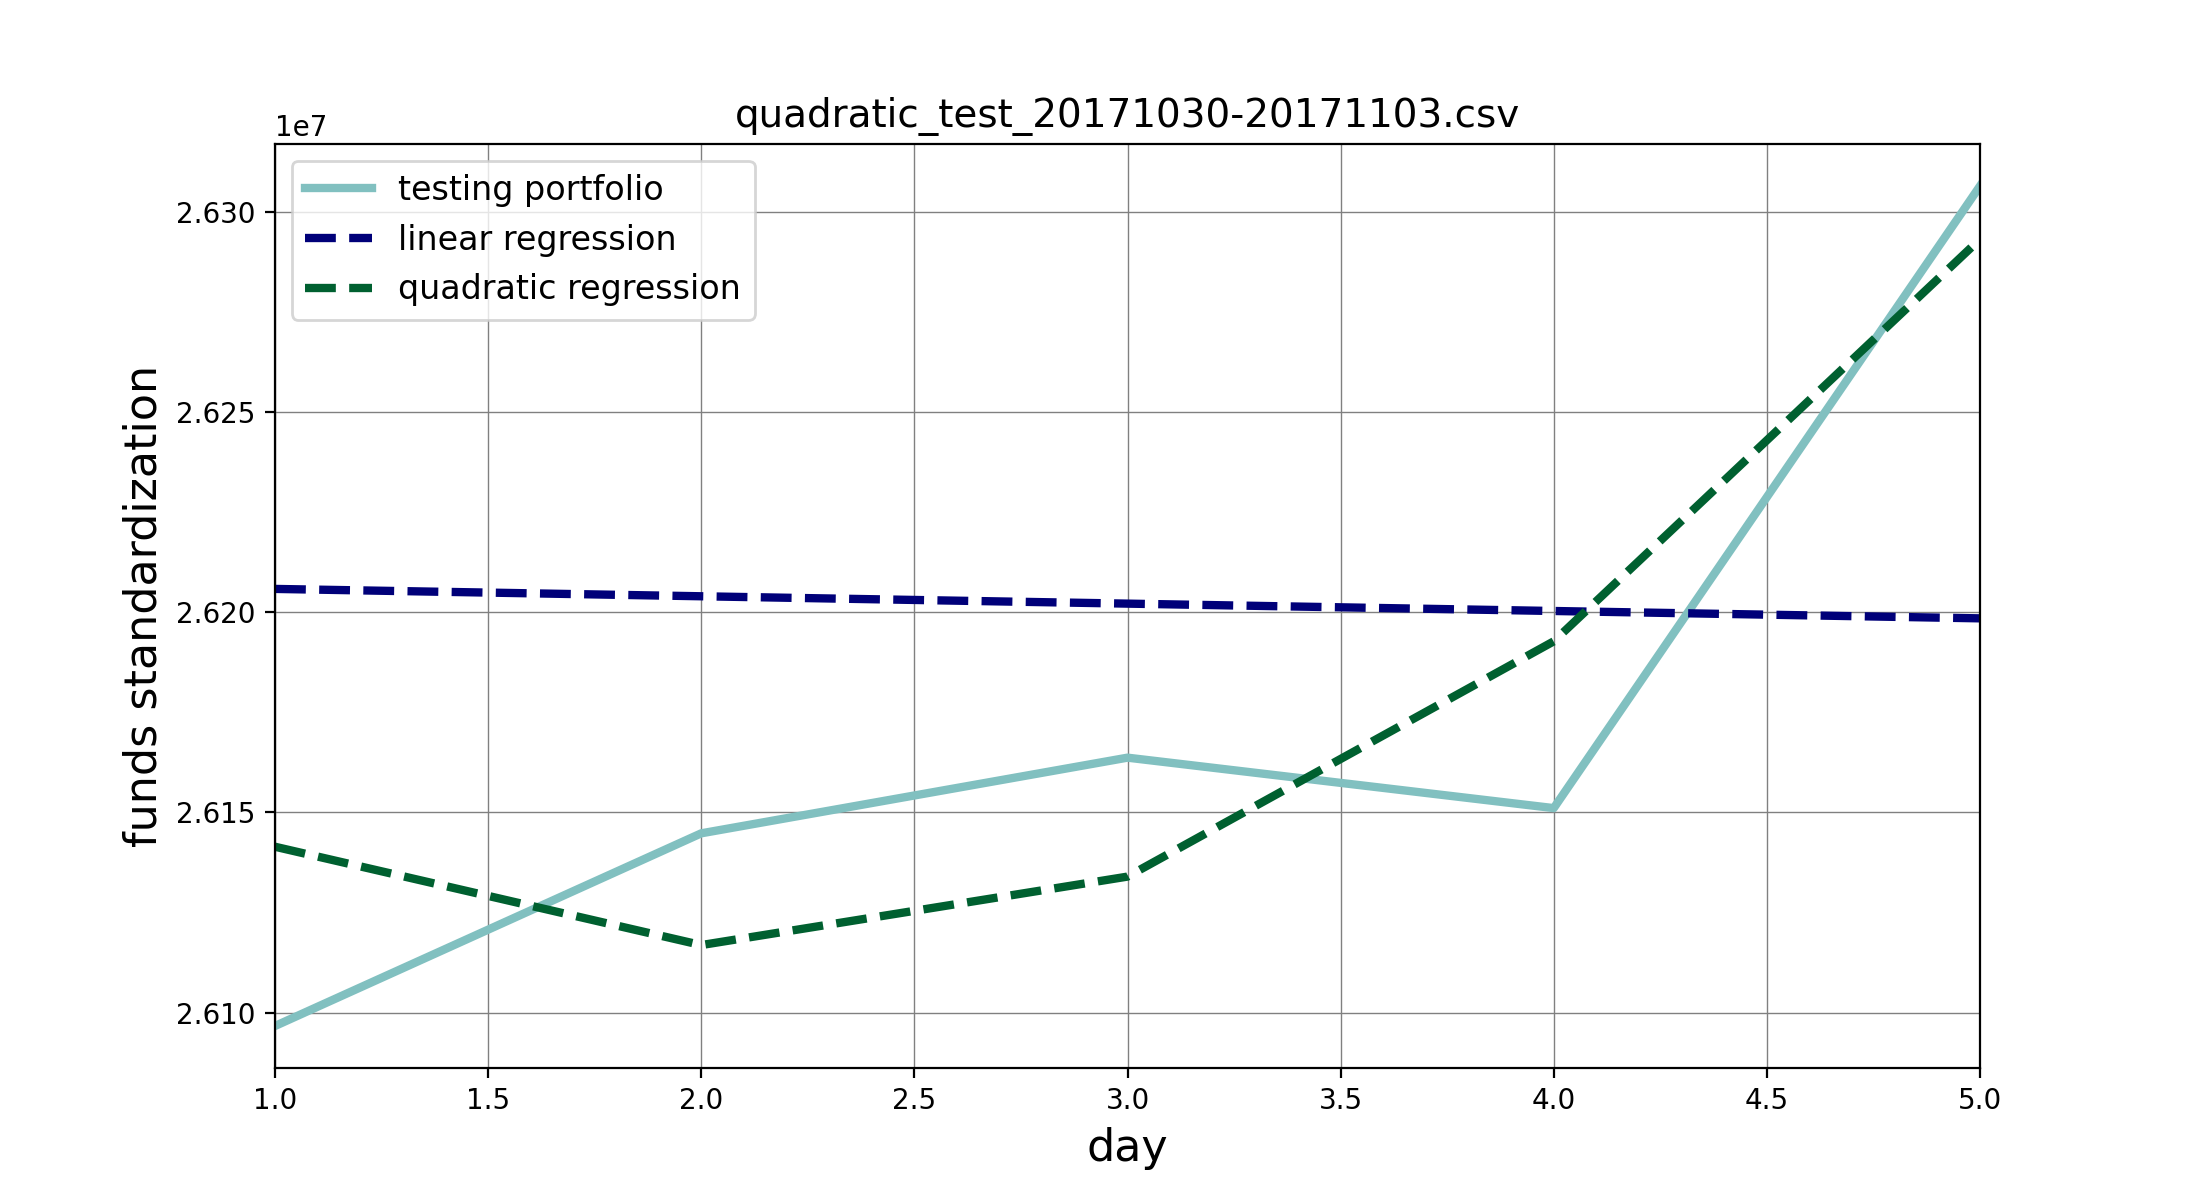 quadratic_test_20171030-20171103.csv
1e7
testing portfolio
linear regression
quadratic regression
2.630
2.625
2.620
2.615
2.610
funds standardization
1.0 1.5 2.0 2.5 3.0 3.5 4.0 4.5 5.0
day